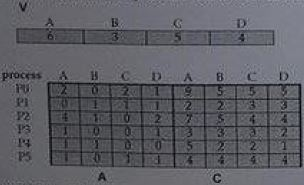 V
A B C D
6 3 5 4
process A B C D A B C D
P0 2 0 2 1 9 5 5 5
P1 0 1 1 1 2 2 3 3
P2 4 1 0 2 7 5 4 4
P3 1 0 0 1 3 3 3 2
P4 1 1 0 0 5 2 2 1
P5 1 0 1 1 4 4 4 4
A C